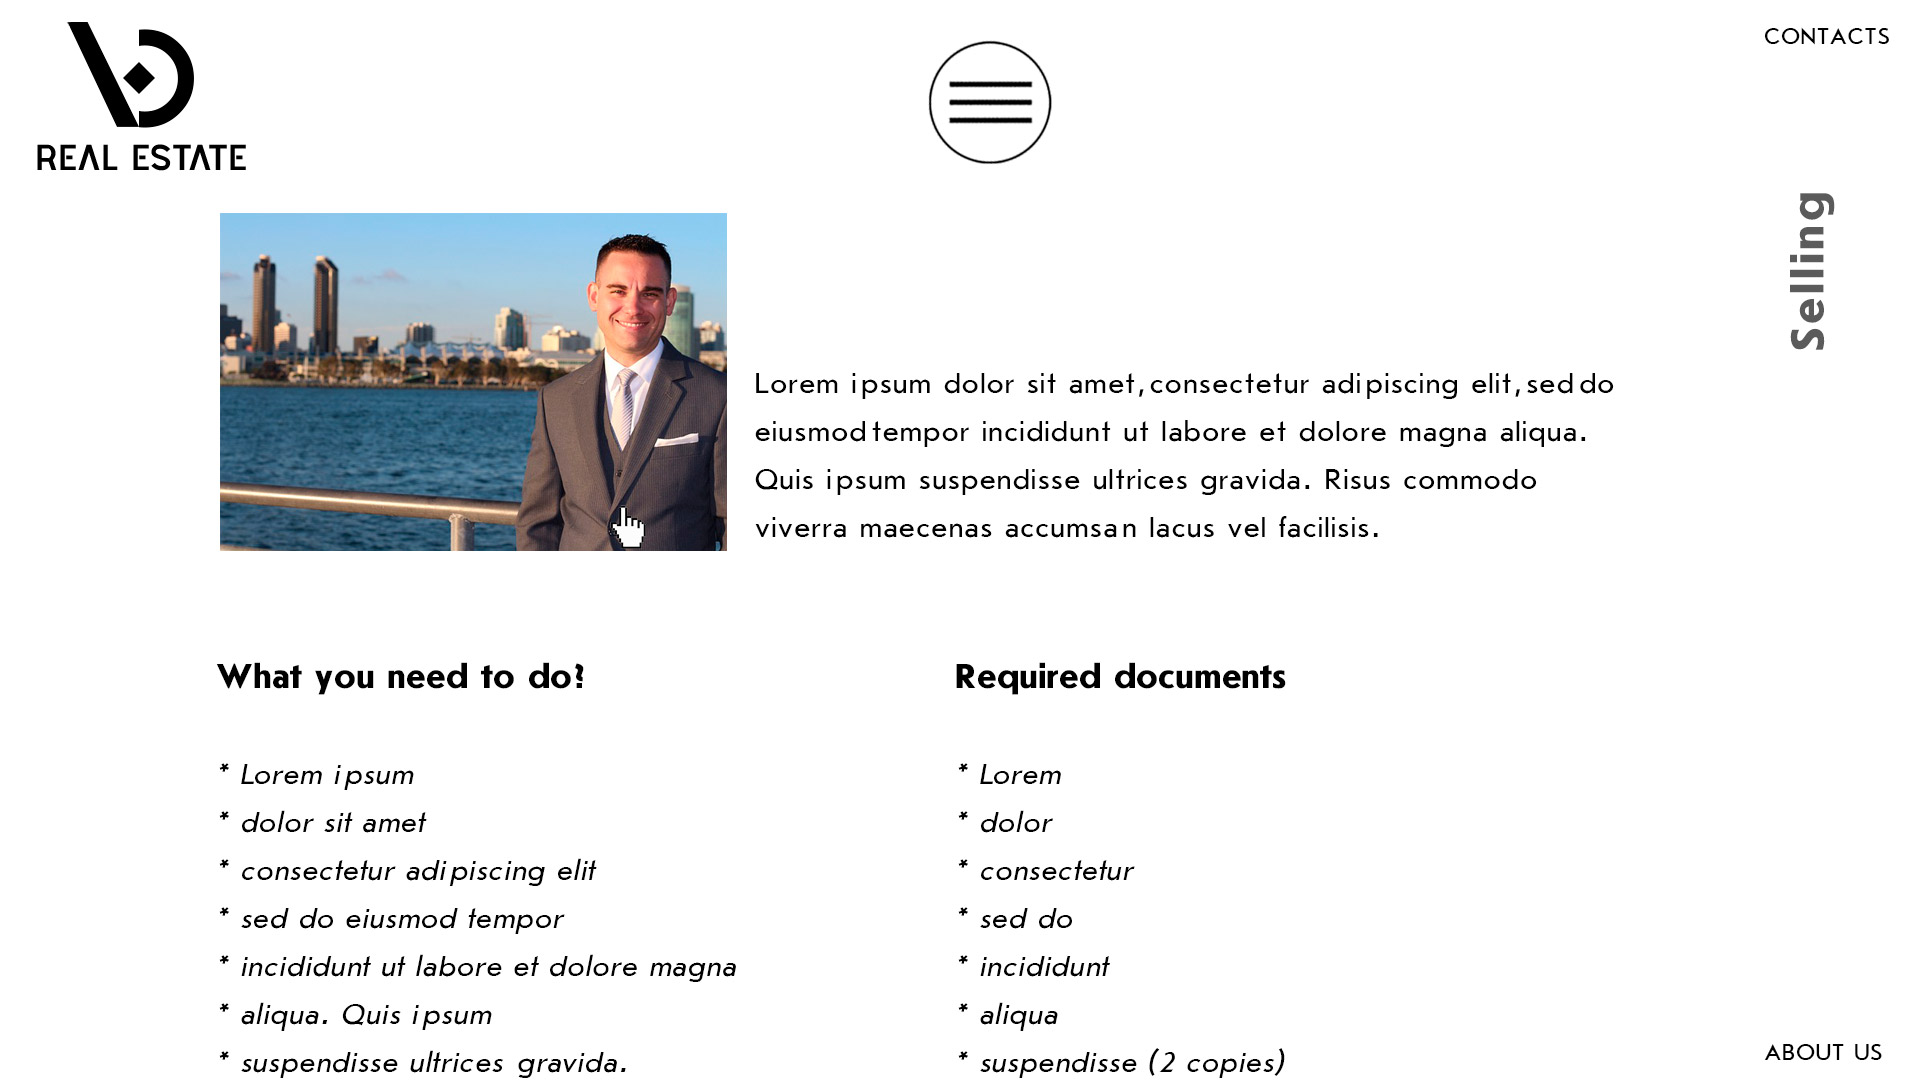 CONTACTS
REAL ESTATE
Selling
Lorem ipsum dolor sit amet, consectetur adipiscing elit, sed do
eiusmod tempor incididunt ut labore et dolore magna aliqua.
Quis ipsum suspendisse ultrices gravida. Risus commodo
viverra maecenas accumsan lacus vel facilisis.
What you need to do?
* Lorem ipsum
* dolor sit amet
* consectetur adipiscing elit
* sed do eiusmod tempor
* incididunt ut labore et dolore magna
* aliqua. Quis ipsum
* suspendisse ultrices gravida.
Required documents
* Lorem
* dolor
* consectetur
* sed do
* incididunt
* aliqua
* suspendisse (2 copies)
ABOUT US